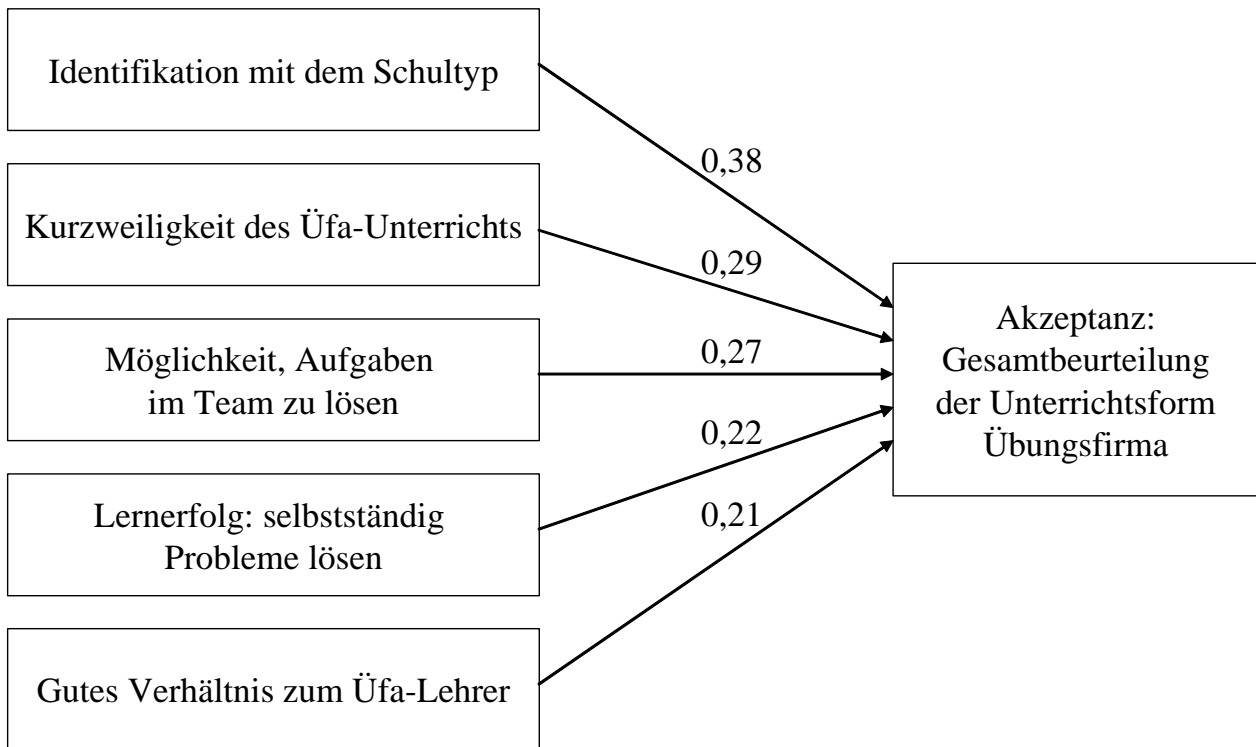 Identifikation mit dem Schultyp
0,38
Kurzweiligkeit des Üfa-Unterrichts
0,29
Möglichkeit, Aufgaben
im Team zu lösen
0,27
Lernerfolg: selbstständig
Probleme lösen
0,22
Gutes Verhältnis zum Üfa-Lehrer
0,21
Akzeptanz:
Gesamtbeurteilung
der Unterrichtsform
Übungsfirma